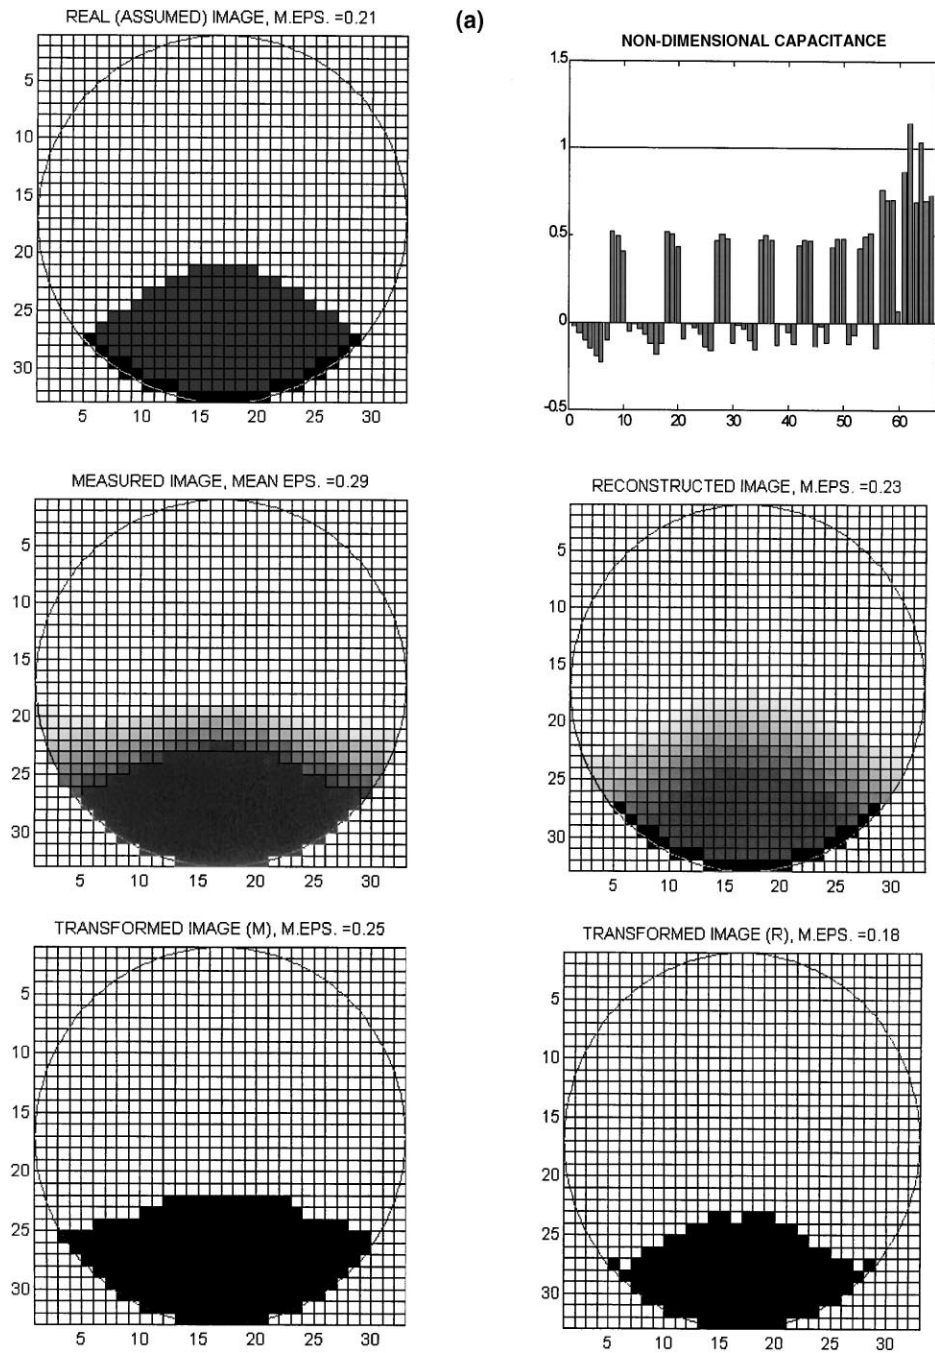 REAL (ASSUMED) IMAGE, M.EPS. =0.21
5
10
15
20
25
30
5 10 15 20 25 30
(a)
NON-DIMENSIONAL CAPACITANCE
1.5
1
0.5
0
-0.5
0 10 20 30 40 50 60
MEASURED IMAGE, MEAN EPS. =0.29
5
10
15
20
25
30
5 10 15 20 25 30
RECONSTRUCTED IMAGE, M.EPS.=0.23
5
10
15
20
25
30
5 10 15 20 25 30
TRANSFORMED IMAGE (M), M.EPS. =0.25
5
10
15
20
25
30
5 10 15 20 25 30
TRANSFORMED IMAGE (R), M.EPS. =0.18
5
10
15
20
25
30
5 10 15 20 25 30